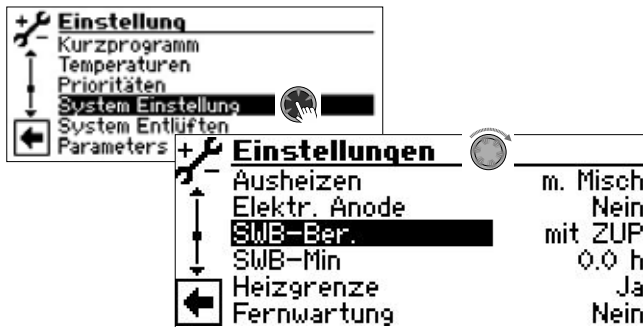 Einstellung
Kurzprogramm
Temperaturen
Prioritäten
System Einstellung
System Entlüften
Parameters
Einstellungen
Ausheizen m. Misch
Elektr. Anode Nein
SWB-Ber. mit ZUP
SWB-Min 0.0 h
Heizgrenze Ja
Fernwartung Nein